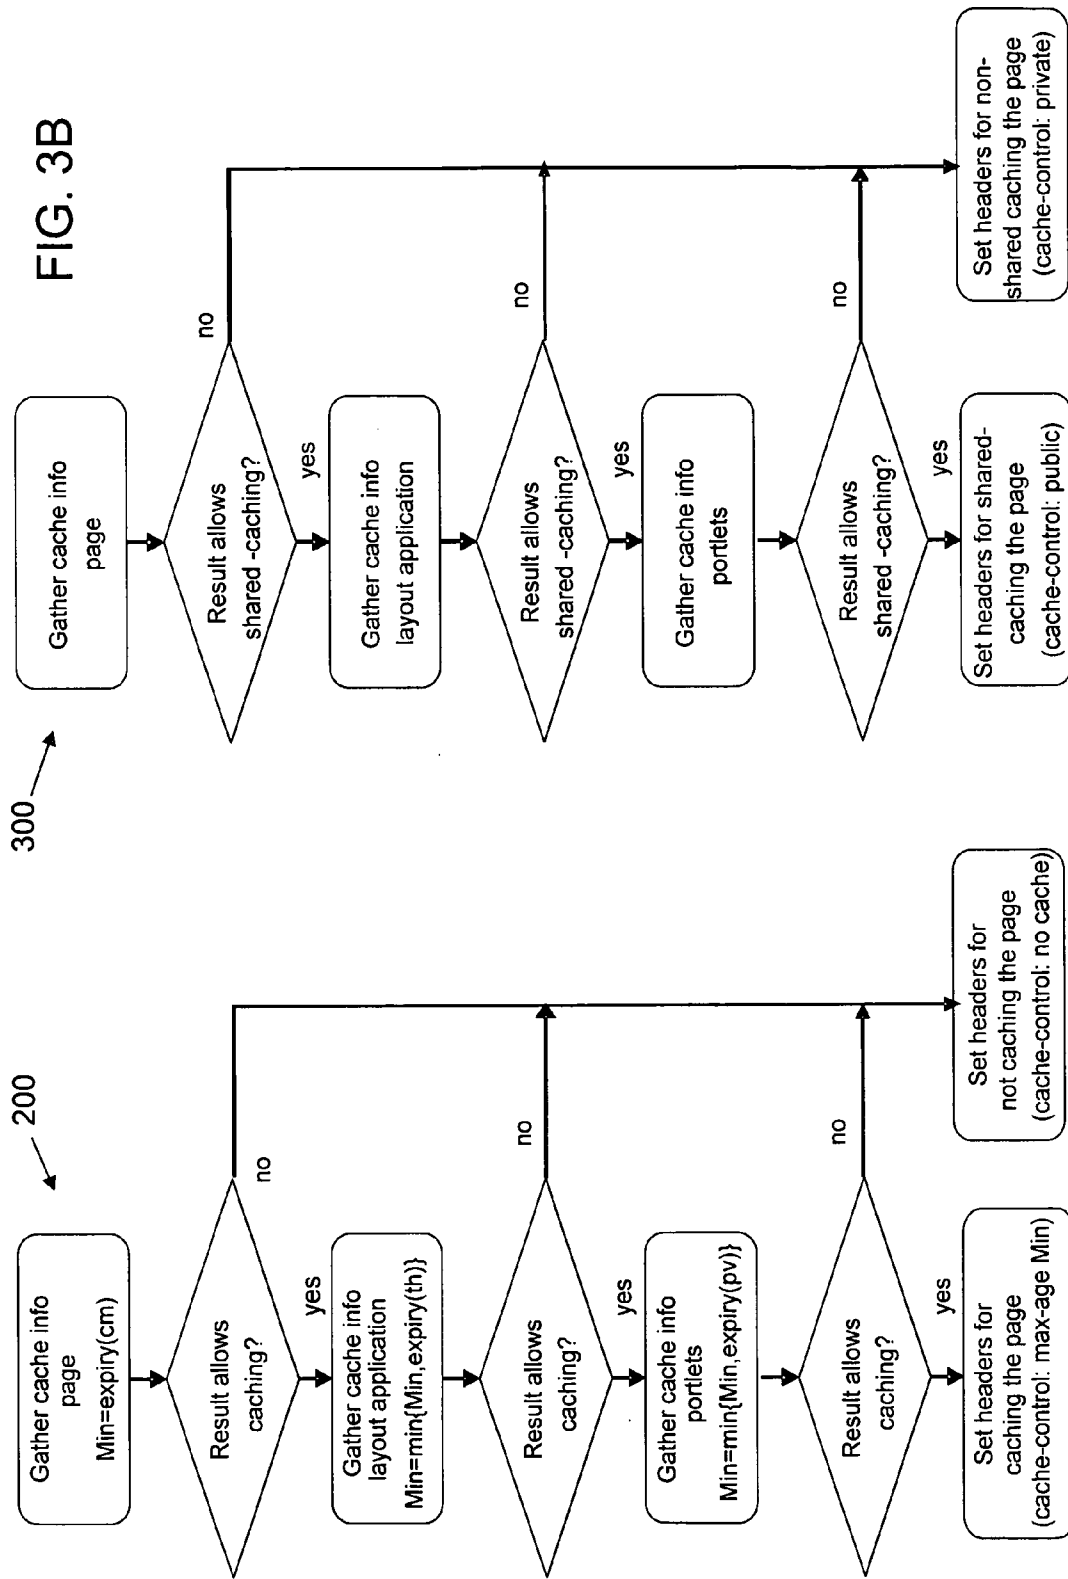 FIG. 3B
200
Gather cache info
page
Min=expiry(cm)
Result allows
caching?
no
yes
Gather cache info
layout application
Min=min{Min,expiry(th)}
Result allows
caching?
no
yes
Gather cache info
portlets
Min=min{Min,expiry(pv)}
Result allows
caching?
no
yes
Set headers for
caching the page
(cache-control: max-age Min)
Set headers for
not caching the page
(cache-control: no cache)
300
Gather cache info
page
Result allows
shared -caching?
no
yes
Gather cache info
layout application
Result allows
shared -caching?
no
yes
Gather cache info
portlets
Result allows
shared -caching?
no
yes
Set headers for shared-
caching the page
(cache-control: public)
Set headers for non-
shared caching the page
(cache-control: private)